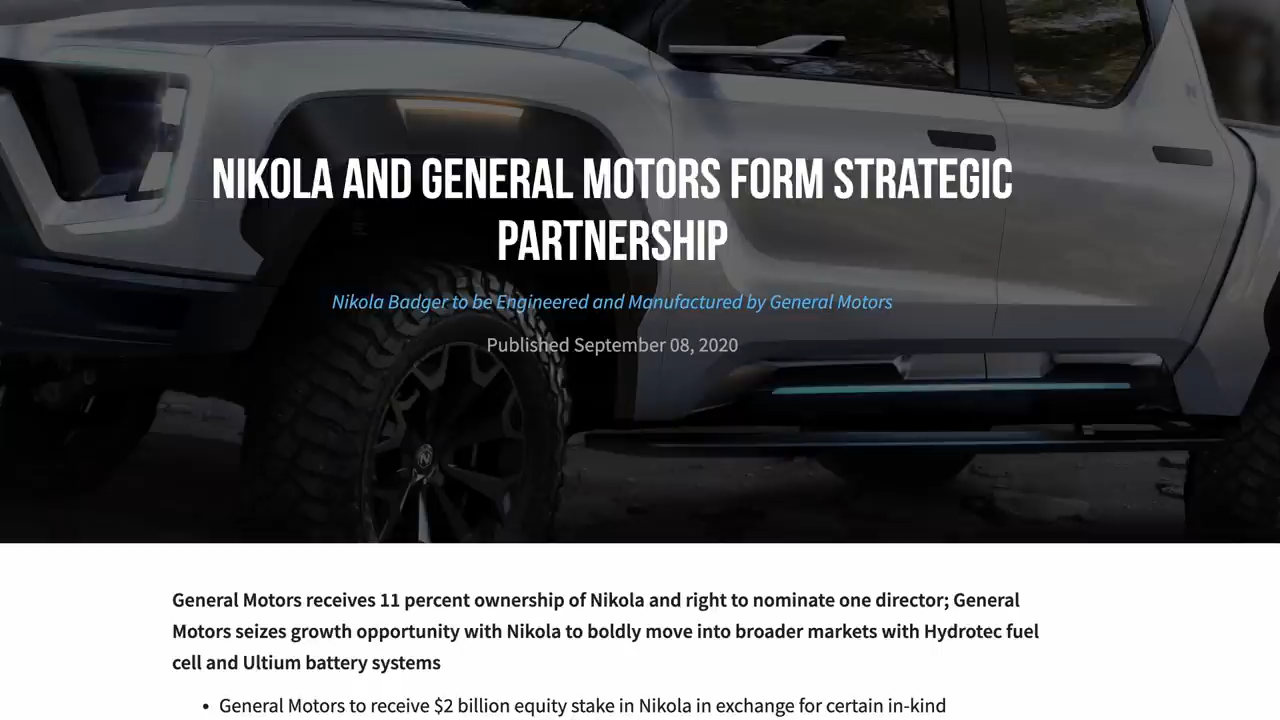 NIKOLA AND GENERAL MOTORS FORM STRATEGIC
PARTNERSHIP
Nikola Badger to be Engineered and Manufactured by General Motors
Published September 08, 2020
General Motors receives 11 percent ownership of Nikola and right to nominate one director; General
Motors seizes growth opportunity with Nikola to boldly move into broader markets with Hydrotec fuel
cell and Ultium battery systems
• General Motors to receive $2 billion equity stake in Nikola in exchange for certain in-kind